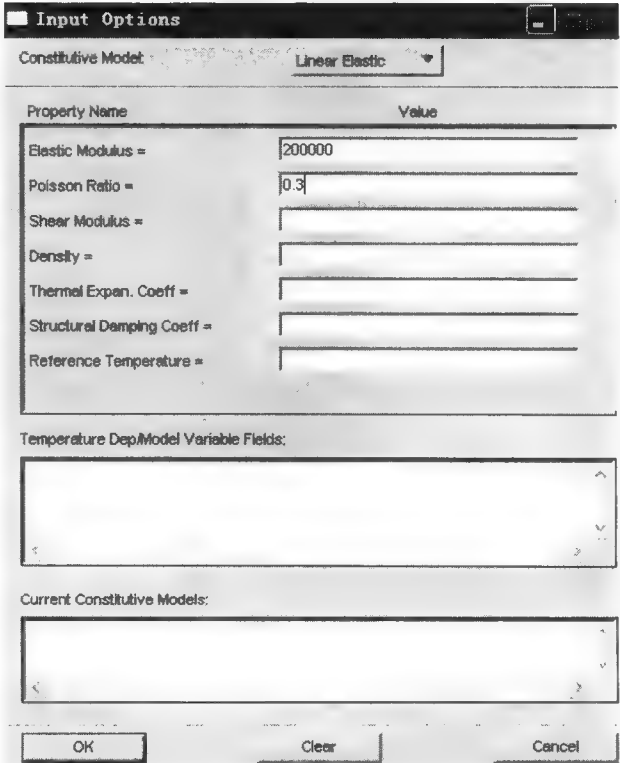 Input Options
Constitutive Model: Linear Elastic
Property Name Value
Elastic Modulus = 200000
Poisson Ratio = 0.3
Shear Modulus =
Density =
Thermal Expan. Coeff =
Structural Damping Coeff =
Reference Temperature =
Temperature Dep/Model Variable Fields:
Current Constitutive Models:
OK Clear Cancel